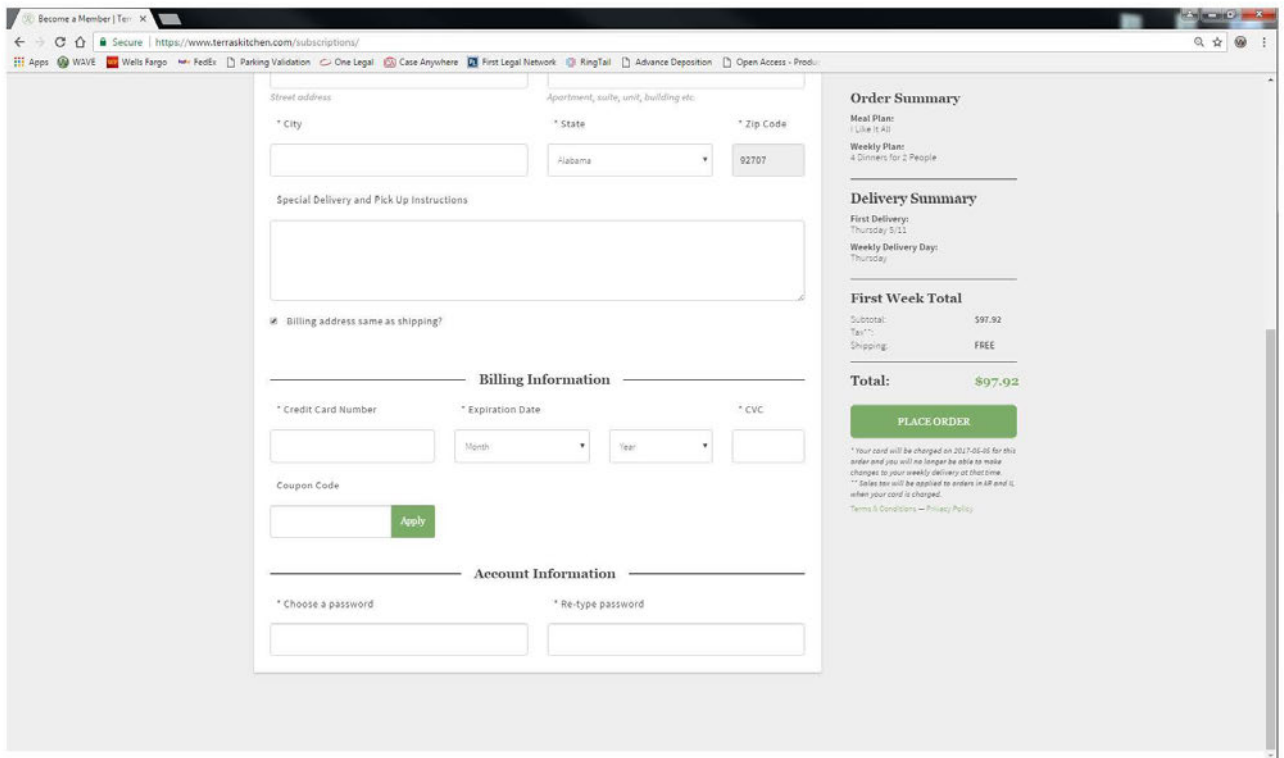 Become a Member | Terr
Secure | https://www.terraskitchen.com/subscriptions/
Apps WAVE Wells Fargo FedEx Parking Validation One Legal Case Anywhere First Legal Network RingTail Advance Deposition Open Access - Produ
Street address
Apartment, suite, unit, building etc.
* City
* State
* Zip Code
Alabama
92707
Special Delivery and Pick Up Instructions
Billing address same as shipping?
Billing Information
* Credit Card Number
* Expiration Date
* CVC
Month
Year
Coupon Code
Apply
Account Information
* Choose a password
* Re-type password
Order Summary
Meal Plan:
I Like It All
Weekly Plan:
4 Dinners for 2 People
Delivery Summary
First Delivery:
Thursday 5/11
Weekly Delivery Day:
Thursday
First Week Total
Subtotal: $97.92
Tax**:
Shipping: FREE
Total: $97.92
PLACE ORDER
* Your card will be charged on for this
order and you will no longer be able to make
changes to your weekly delivery at that time.
** Sales tax will be applied to orders in AR and IL
when your card is charged.
Terms & Conditions — Privacy Policy